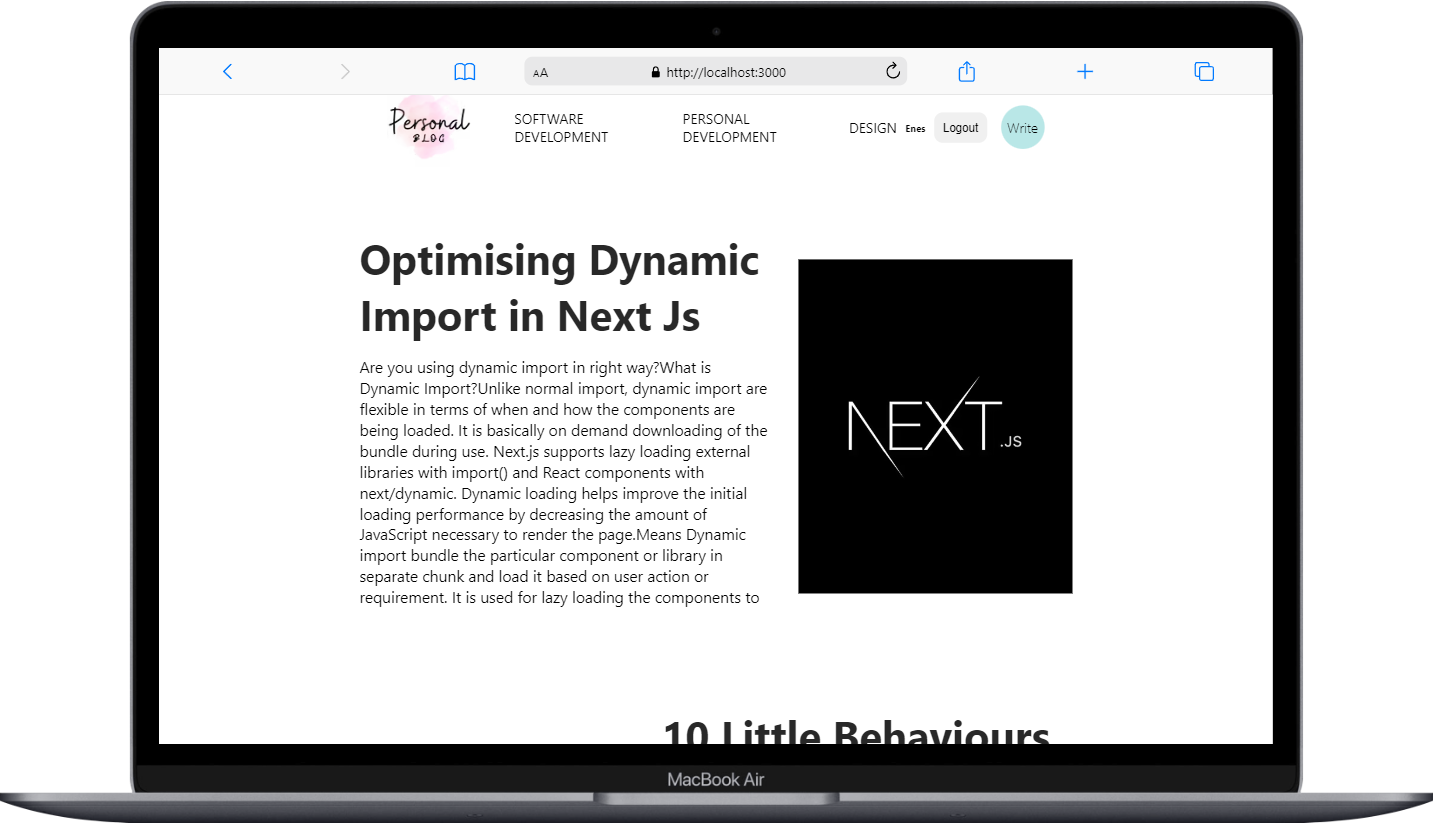 AA
http://localhost:3000
Personal
BLOG
SOFTWARE
DEVELOPMENT
PERSONAL
DEVELOPMENT
DESIGN
Enes
Logout
Write
Optimising Dynamic
Import in Next Js
Are you using dynamic import in right way?What is
Dynamic Import?Unlike normal import, dynamic import are
flexible in terms of when and how the components are
being loaded. It is basically on demand downloading of the
bundle during use. Next.js supports lazy loading external
libraries with import() and React components with
next/dynamic. Dynamic loading helps improve the initial
loading performance by decreasing the amount of
JavaScript necessary to render the page.Means Dynamic
import bundle the particular component or library in
separate chunk and load it based on user action or
requirement. It is used for lazy loading the components to
NEXT.JS
10 Little Behaviours
MacBook Air